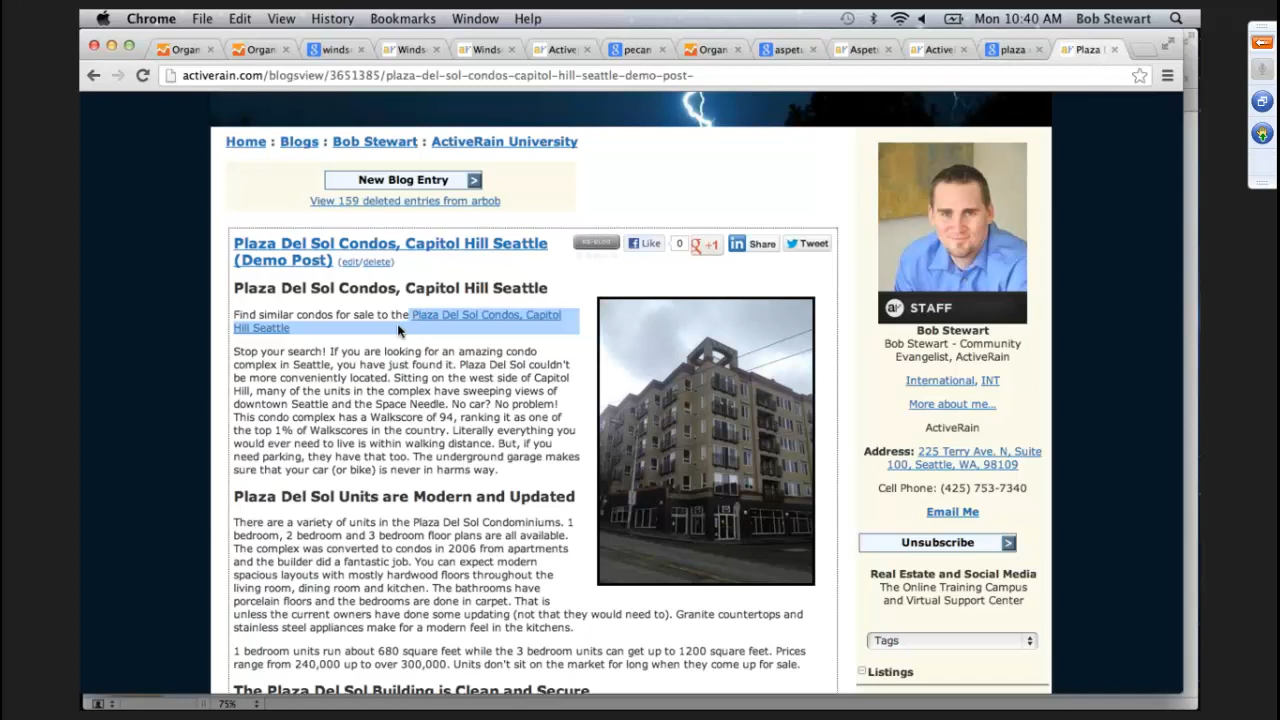 Chrome File Edit View History Bookmarks Window Help Mon 10:40 AM Bob Stewart
Organ Organ winds Winds Winds Active pecan Organ aspetu Aspet Active plaza Plaza
activerain.com/blogsview/3651385/plaza-del-sol-condos-capitol-hill-seattle-demo-post-
Home : Blogs : Bob Stewart : ActiveRain University
New Blog Entry >
View 159 deleted entries from arbob
Plaza Del Sol Condos, Capitol Hill Seattle
(Demo Post) (edit/delete)
RE-BLOG Like 0 +1 Share Tweet
Plaza Del Sol Condos, Capitol Hill Seattle
Find similar condos for sale to the Plaza Del Sol Condos, Capitol
Hill Seattle
Stop your search! If you are looking for an amazing condo
complex in Seattle, you have just found it. Plaza Del Sol couldn't
be more conveniently located. Sitting on the west side of Capitol
Hill, many of the units in the complex have sweeping views of
downtown Seattle and the Space Needle. No car? No problem!
This condo complex has a Walkscore of 94, ranking it as one of
the top 1% of Walkscores in the country. Literally everything you
would ever need to live is within walking distance. But, if you
need parking, they have that too. The underground garage makes
sure that your car (or bike) is never in harms way.
Plaza Del Sol Units are Modern and Updated
There are a variety of units in the Plaza Del Sol Condominiums. 1
bedroom, 2 bedroom and 3 bedroom floor plans are all available.
The complex was converted to condos in 2006 from apartments
and the builder did a fantastic job. You can expect modern
spacious layouts with mostly hardwood floors throughout the
living room, dining room and kitchen. The bathrooms have
porcelain floors and the bedrooms are done in carpet. That is
unless the current owners have done some updating (not that they would need to). Granite countertops and
stainless steel appliances make for a modern feel in the kitchens.
1 bedroom units run about 680 square feet while the 3 bedroom units can get up to 1200 square feet. Prices
range from 240,000 up to over 300,000. Units don't sit on the market for long when they come up for sale.
The Plaza Del Sol Building is Clean and Secure
ar STAFF
Bob Stewart
Bob Stewart - Community
Evangelist, ActiveRain
International, INT
More about me...
ActiveRain
Address: 225 Terry Ave. N, Suite
100, Seattle, WA, 98109
Cell Phone: (425) 753-7340
Email Me
Unsubscribe >
Real Estate and Social Media
The Online Training Campus
and Virtual Support Center
Tags
Listings
75%